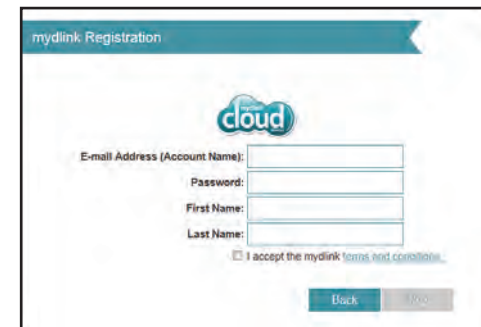 mydlink Registration
cloud
E-mail Address (Account Name):
Password:
First Name:
Last Name:
I accept the mydlink terms and conditions.
Back